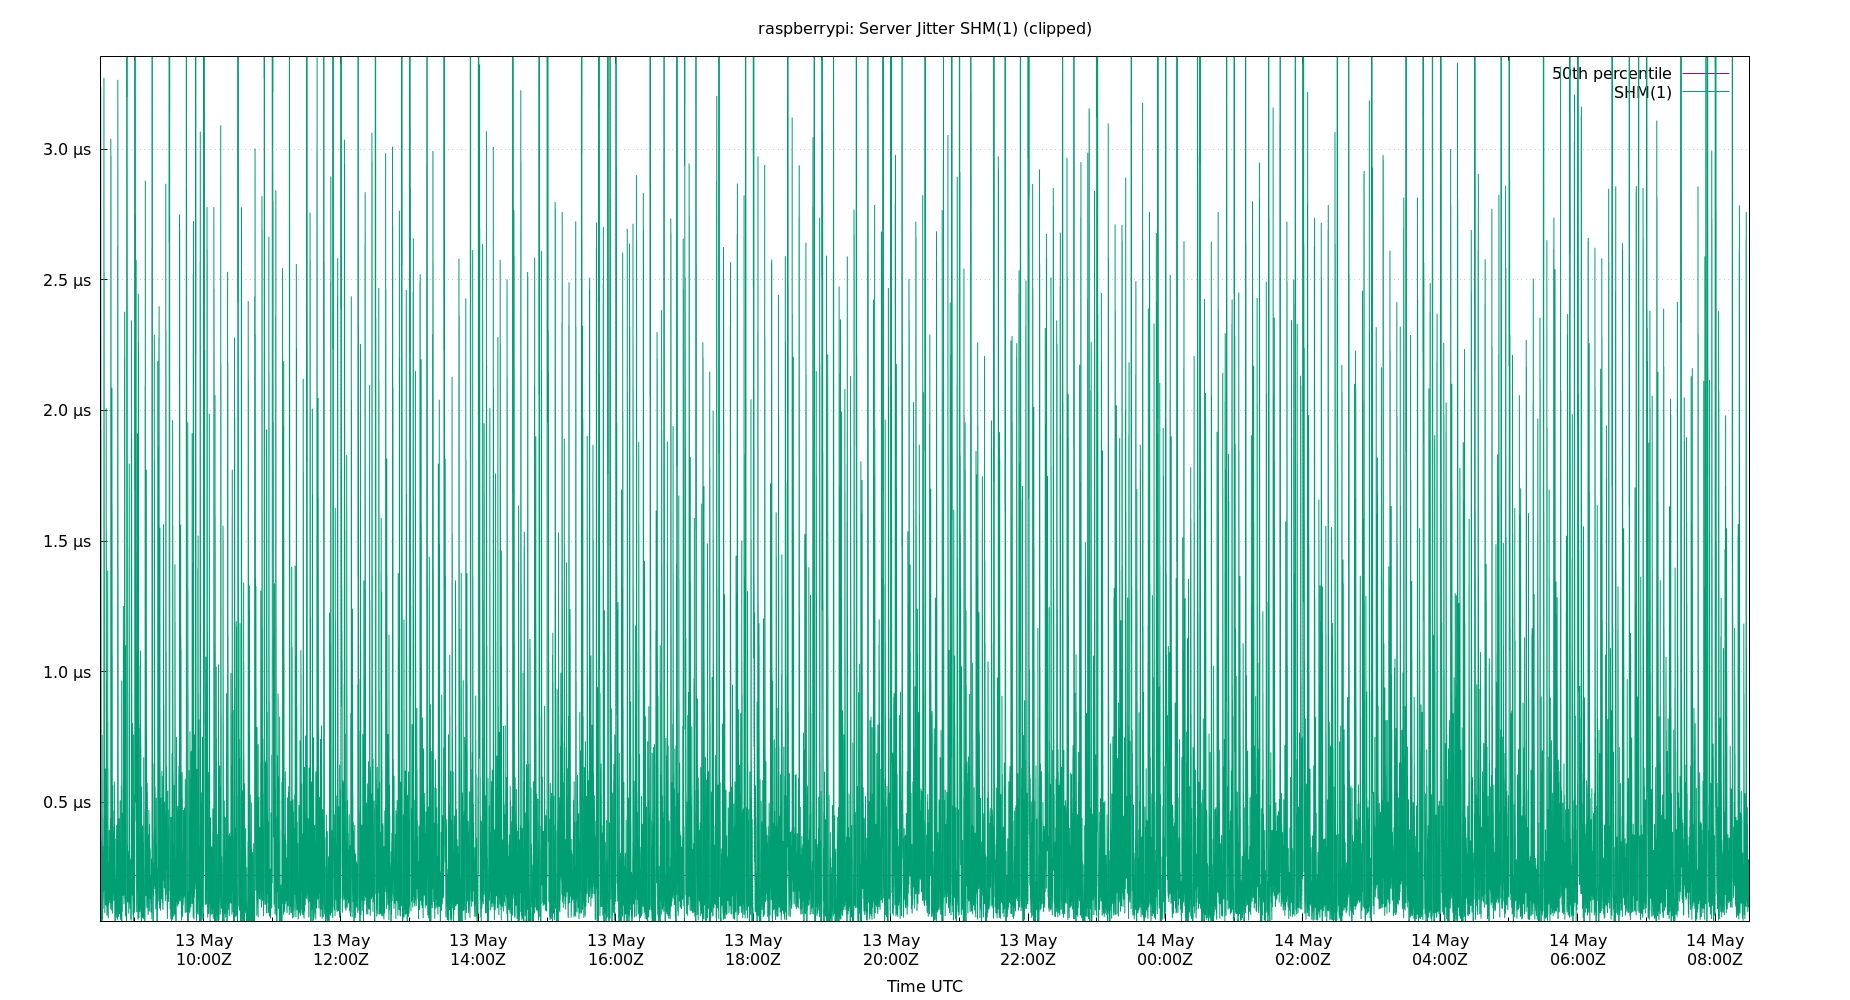 raspberrypi: Server Jitter SHM(1) (clipped)
50th percentile
SHM(1)
3.0 µs
2.5 µs
2.0 µs
1.5 µs
1.0 µs
0.5 µs
13 May 13 May 13 May 13 May 13 May 13 May 13 May 14 May 14 May 14 May 14 May 14 May
10:00Z 12:00Z 14:00Z 16:00Z 18:00Z 20:00Z 22:00Z 00:00Z 02:00Z 04:00Z 06:00Z 08:00Z
Time UTC